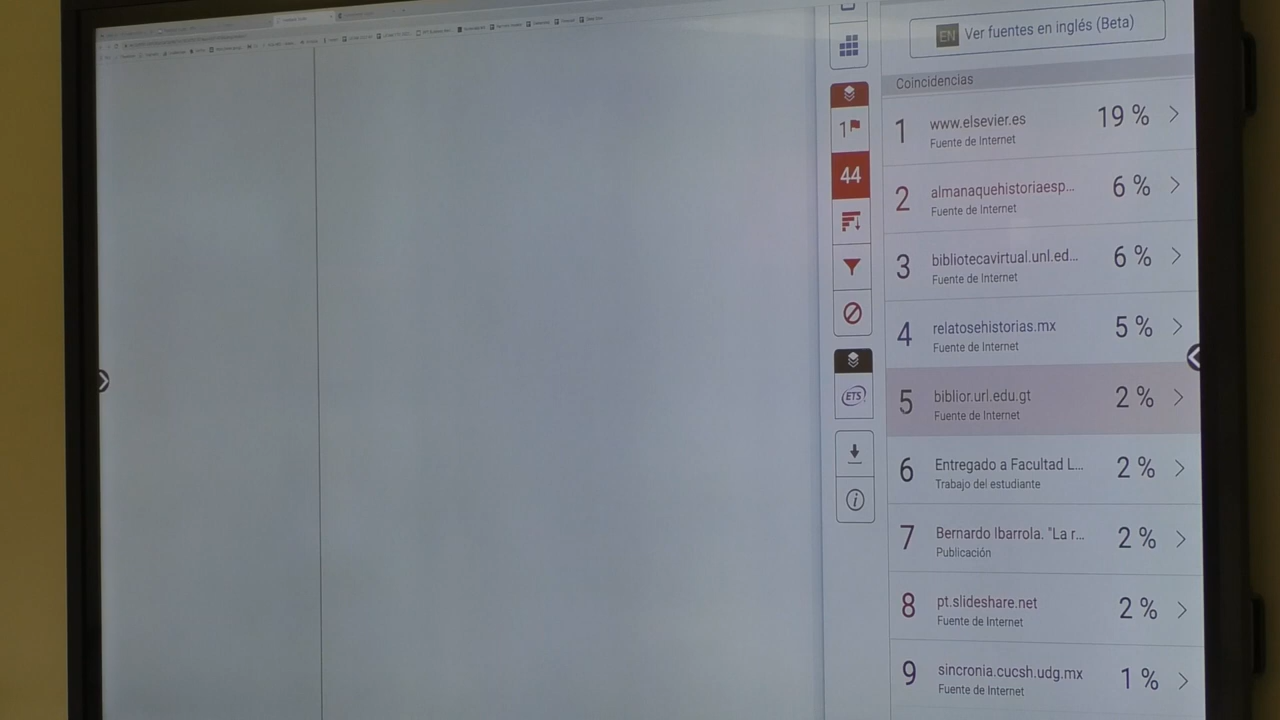 EN Ver fuentes en inglés (Beta)
Coincidencias
1 www.elsevier.es 19 %
Fuente de Internet
2 almanaquehistoriaesp... 6 %
Fuente de Internet
3 bibliotecavirtual.unl.ed... 6 %
Fuente de Internet
4 relatosehistorias.mx 5 %
Fuente de Internet
5 biblior.url.edu.gt 2 %
Fuente de Internet
6 Entregado a Facultad L... 2 %
Trabajo del estudiante
7 Bernardo Ibarrola. "La r... 2 %
Publicación
8 pt.slideshare.net 2 %
Fuente de Internet
9 sincronia.cucsh.udg.mx 1 %
Fuente de Internet
1
44
ETS
i